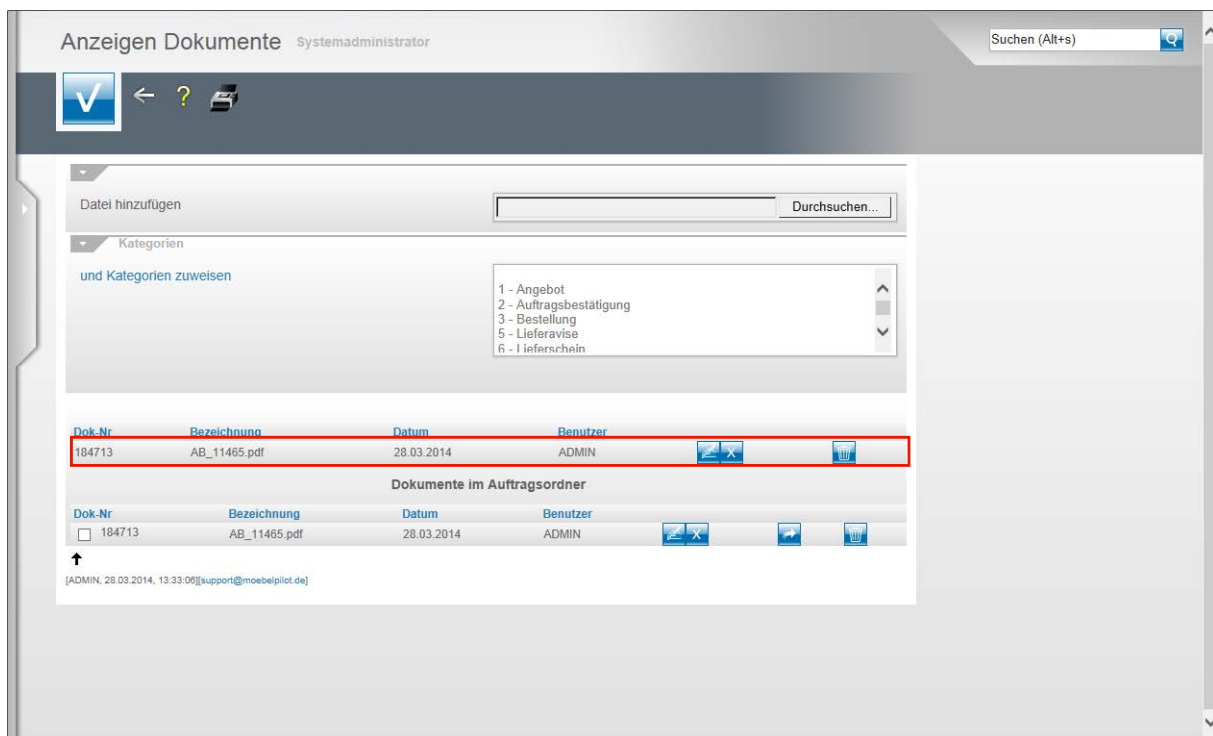 Anzeigen Dokumente Systemadministrator
Suchen (Alt+s)
Datei hinzufügen
Durchsuchen...
Kategorien
und Kategorien zuweisen
1 - Angebot
2 - Auftragsbestätigung
3 - Bestellung
5 - Lieferavise
6 - Lieferschein
Dok-Nr Bezeichnung Datum Benutzer
184713 AB_11465.pdf 28.03.2014 ADMIN
Dokumente im Auftragsordner
Dok-Nr Bezeichnung Datum Benutzer
184713 AB_11465.pdf 28.03.2014 ADMIN
[ADMIN, 28.03.2014, 13:33:06][support@moebelpilot.de]